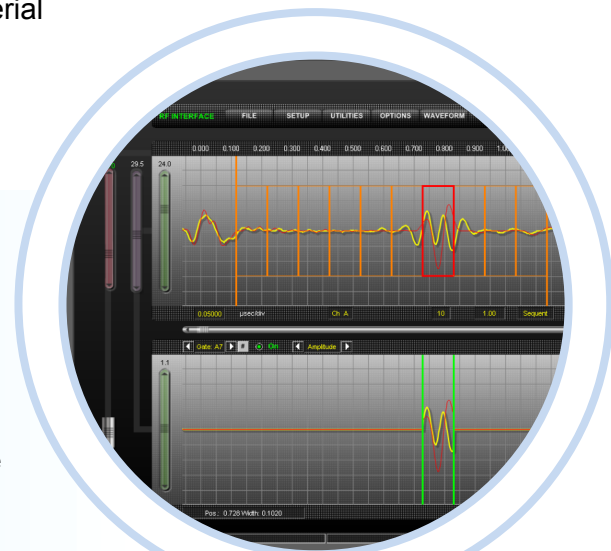 erial
RF INTERFACE FILE SETUP UTILITIES OPTIONS WAVEFORM
0.000 0.100 0.200 0.300 0.400 0.500 0.600 0.700 0.800 0.900
29.5 24.0
0.05000 µsec/div Ch A 10 1.00 Sequent
Gate: A7 # On Amplitude
1.1
Pos.: 0.728 Width: 0.1020